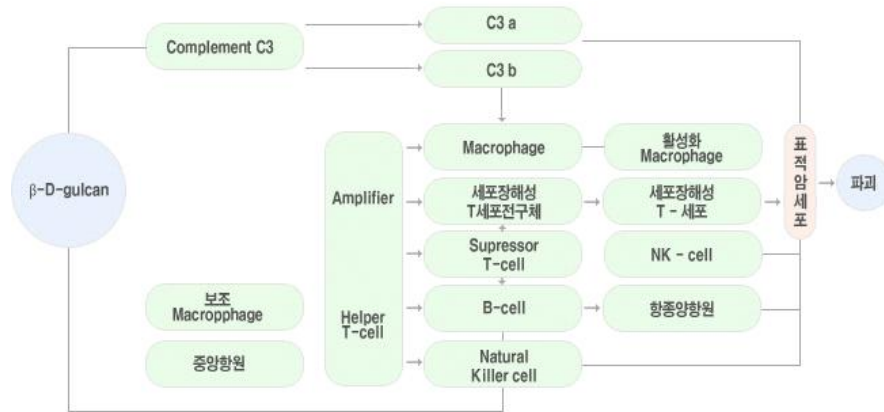 C3 a
Complement C3
C3 b
β-D-gulcan
Amplifier
Helper
T-cell
Macrophage
활성화
Macrophage
세포장해성
T세포전구체
세포장해성
T - 세포
Supressor
T-cell
NK - cell
보조
Macropphage
B-cell
항종양항원
중앙항원
Natural
Killer cell
표적암세포
파괴